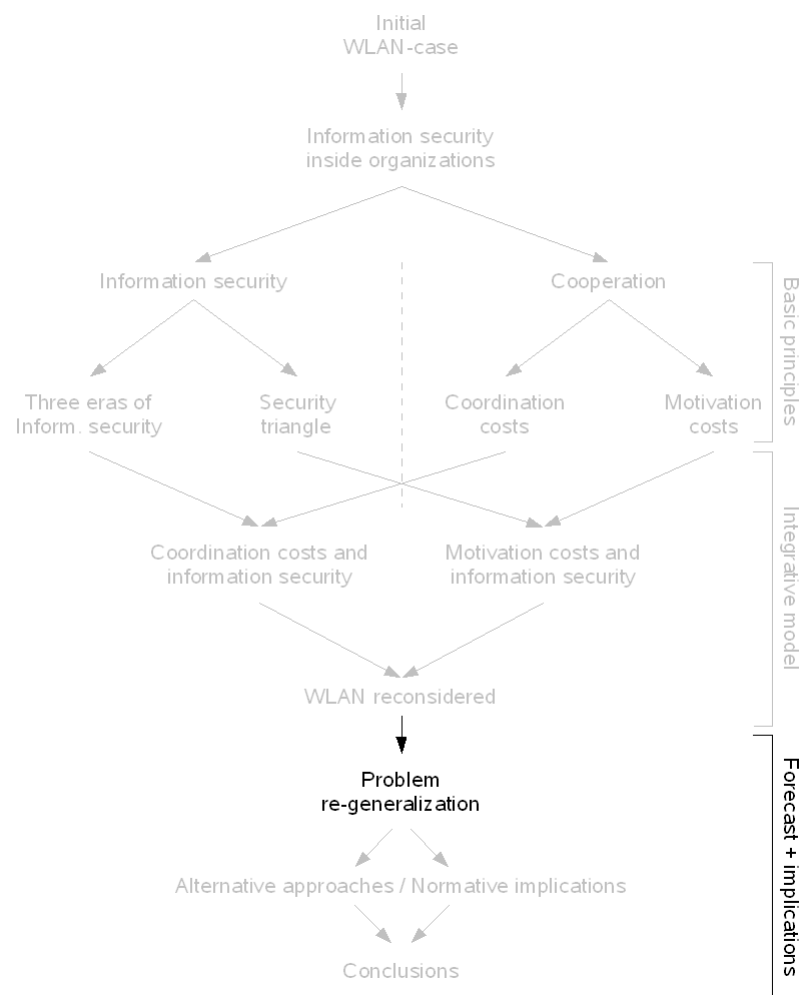 Initial
WLAN-case
Information security
inside organizations
Information security
Cooperation
Basic principles
Three eras of
Inform. security
Security
triangle
Coordination
costs
Motivation
costs
Coordination costs and
information security
Motivation costs and
information security
Integrative model
WLAN reconsidered
Problem
re-generalization
Forecast + implications
Alternative approaches / Normative implications
Conclusions